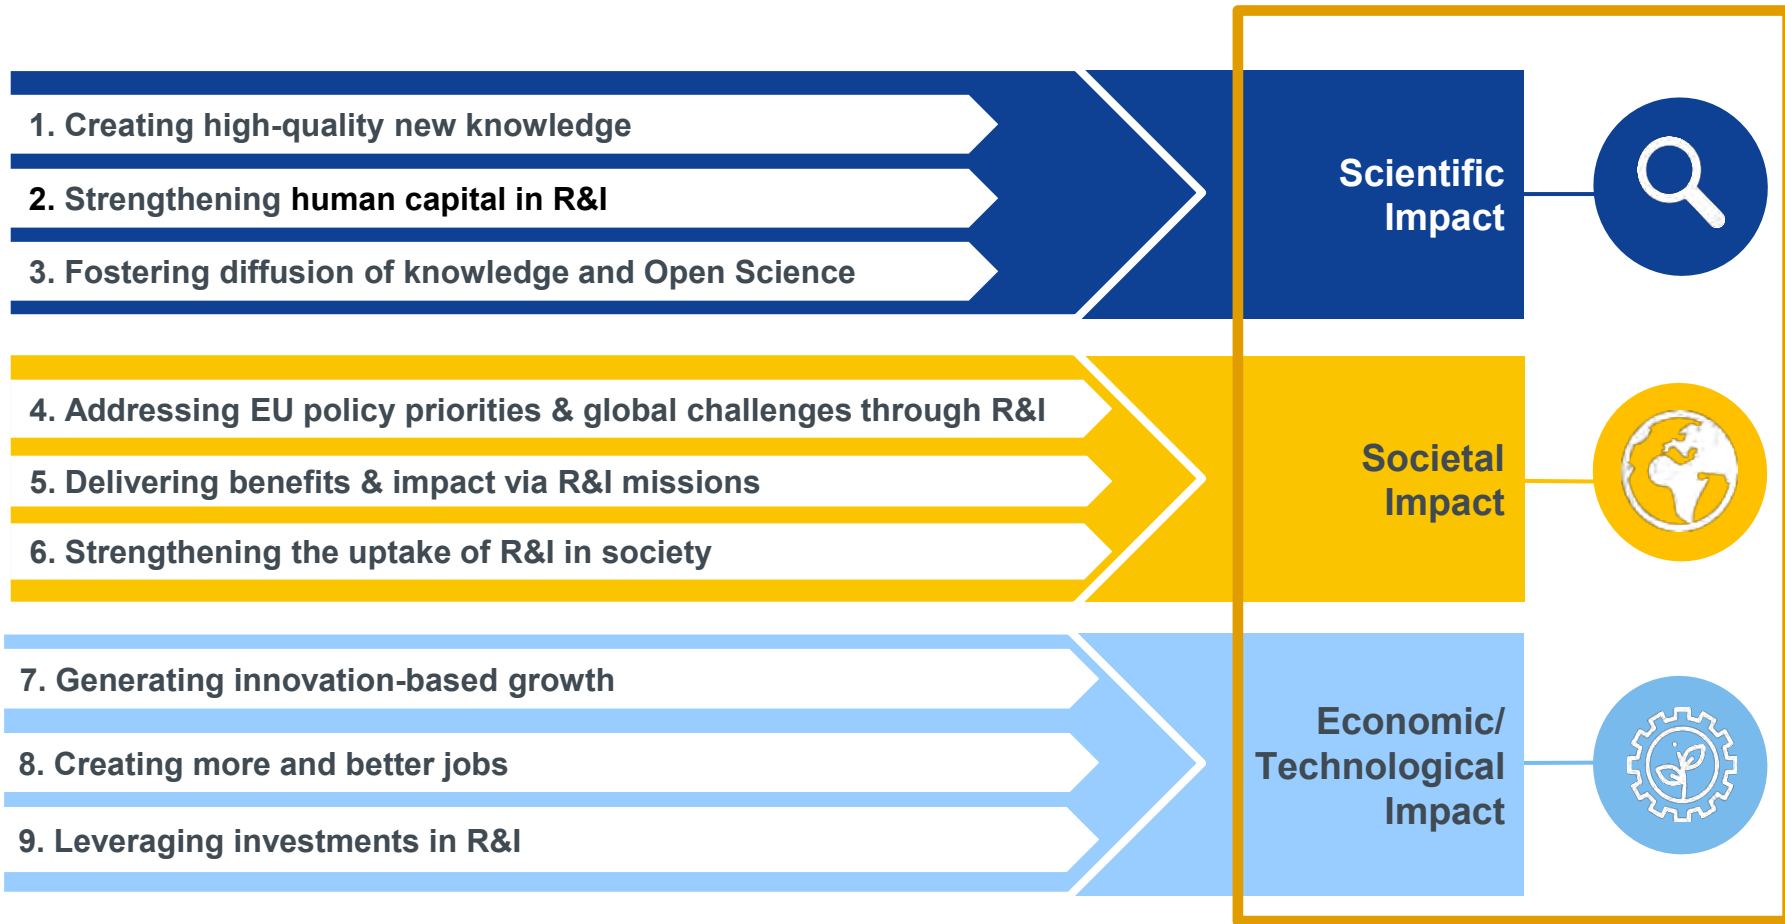 1. Creating high-quality new knowledge
2. Strengthening human capital in R&I
3. Fostering diffusion of knowledge and Open Science
Scientific
Impact
4. Addressing EU policy priorities & global challenges through R&I
5. Delivering benefits & impact via R&I missions
6. Strengthening the uptake of R&I in society
Societal
Impact
7. Generating innovation-based growth
8. Creating more and better jobs
9. Leveraging investments in R&I
Economic/
Technological
Impact